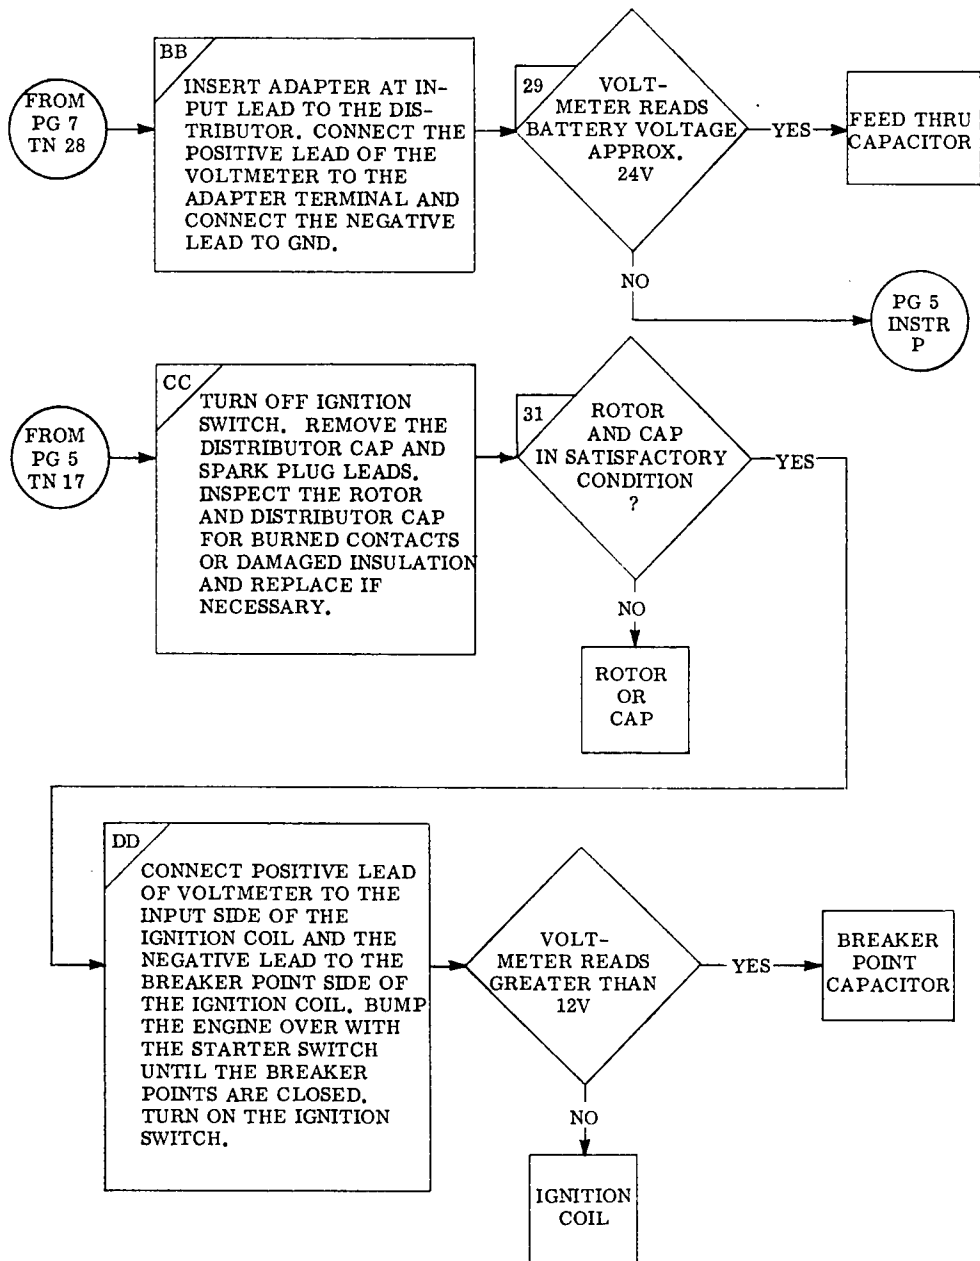 FROM
PG 7
TN 28
BB
INSERT ADAPTER AT IN-
PUT LEAD TO THE DIS-
TRIBUTOR. CONNECT THE
POSITIVE LEAD OF THE
VOLTMETER TO THE
ADAPTER TERMINAL AND
CONNECT THE NEGATIVE
LEAD TO GND.
29
VOLT-
METER READS
BATTERY VOLTAGE
APPROX.
24V
YES
FEED THRU
CAPACITOR
NO
PG 5
INSTR
P
FROM
PG 5
TN 17
CC
TURN OFF IGNITION
SWITCH. REMOVE THE
DISTRIBUTOR CAP AND
SPARK PLUG LEADS.
INSPECT THE ROTOR
AND DISTRIBUTOR CAP
FOR BURNED CONTACTS
OR DAMAGED INSULATION
AND REPLACE IF
NECESSARY.
31
ROTOR
AND CAP
IN SATISFACTORY
CONDITION
?
YES
NO
ROTOR
OR
CAP
DD
CONNECT POSITIVE LEAD
OF VOLTMETER TO THE
INPUT SIDE OF THE
IGNITION COIL AND THE
NEGATIVE LEAD TO THE
BREAKER POINT SIDE OF
THE IGNITION COIL. BUMP
THE ENGINE OVER WITH
THE STARTER SWITCH
UNTIL THE BREAKER
POINTS ARE CLOSED.
TURN ON THE IGNITION
SWITCH.
VOLT-
METER READS
GREATER THAN
12V
YES
BREAKER
POINT
CAPACITOR
NO
IGNITION
COIL